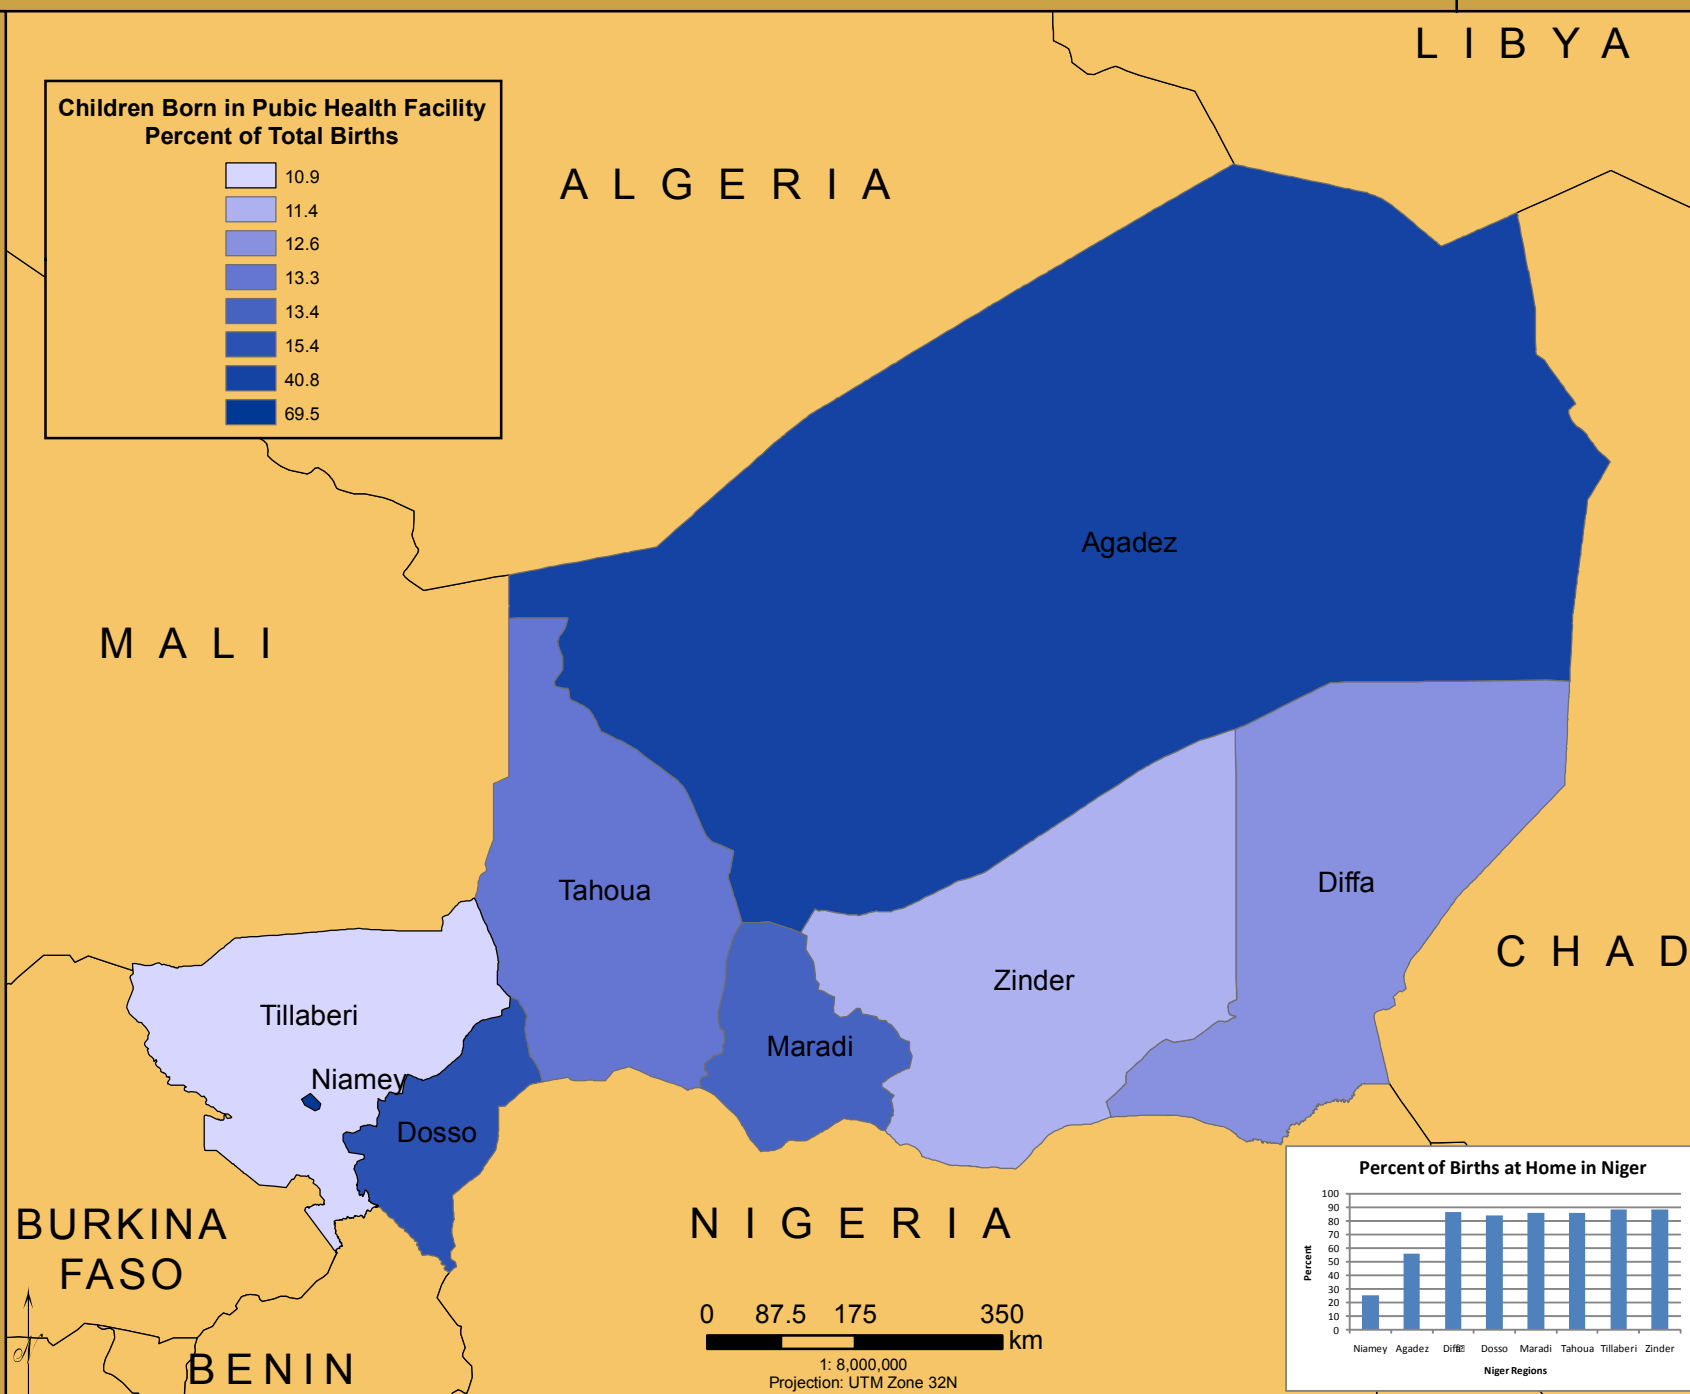 LIBYA
Children Born in Pubic Health Facility
Percent of Total Births
10.9
11.4
12.6
13.3
13.4
15.4
40.8
69.5
ALGERIA
Agadez
MALI
Tahoua
Diffa
CHAD
Zinder
Tillaberi
Maradi
Niamey
Dosso
BURKINA
FASO
NIGERIA
BENIN
0 87.5 175 350
km
1: 8,000,000
Projection: UTM Zone 32N
Percent of Births at Home in Niger
100
90
80
70
60
50
40
30
20
10
0
Percent
Niamey Agadez Dosso Maradi Tahoua Tillaberi Zinder
Niger Regions